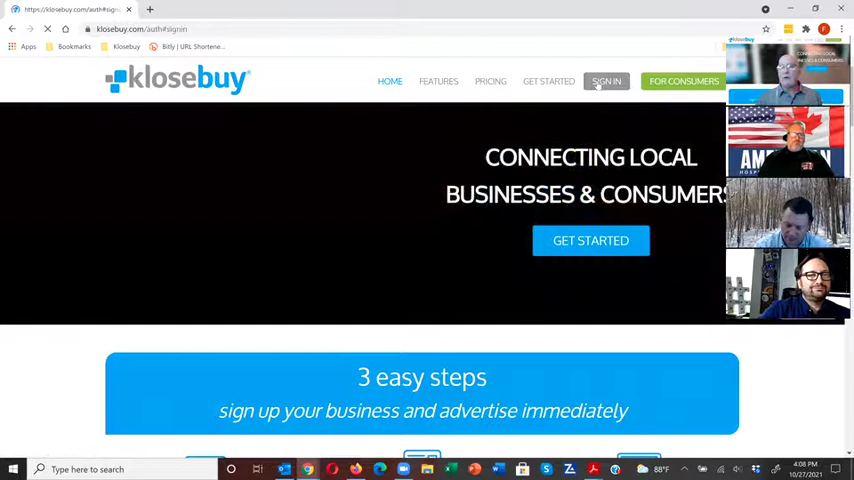 https://klosebuy.com/auth#signi
klosebuy.com/auth#signin
Apps
Bookmarks
Klosebuy
Bitly | URL Shortene...
klosebuy
HOME
FEATURES
PRICING
GET STARTED
SIGN IN
FOR CONSUMERS
CONNECTING LOCAL
BUSINESSES & CONSUMERS
GET STARTED
3 easy steps
sign up your business and advertise immediately
Type here to search
88°F
4:08 PM
10/27/2021